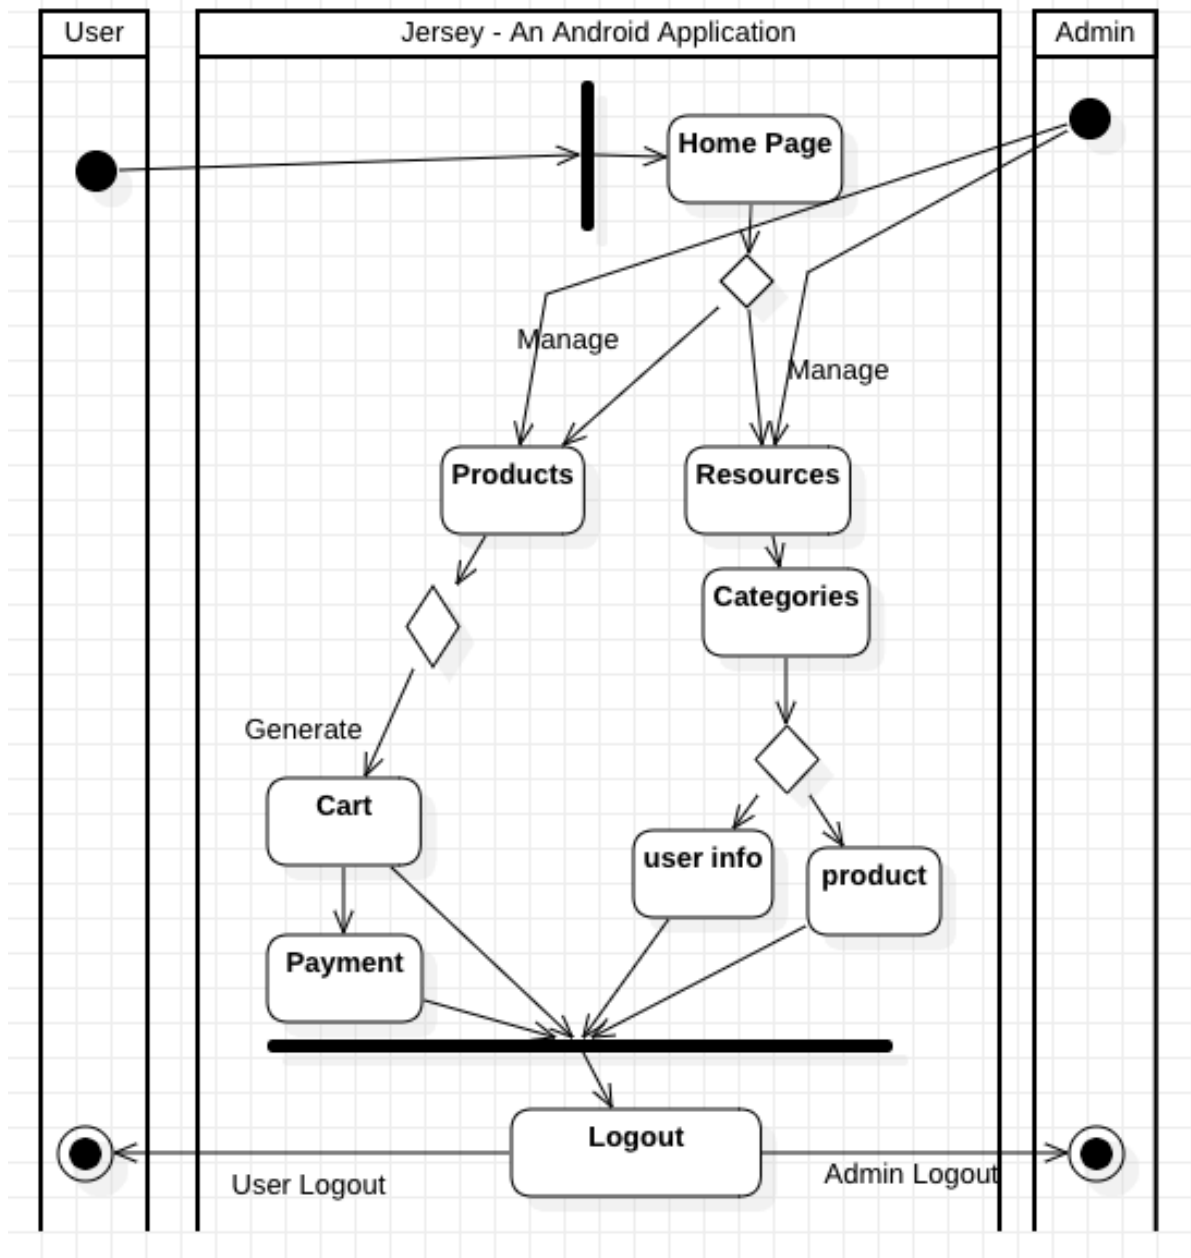 User
Jersey - An Android Application
Admin
Home Page
Manage
Manage
Products
Resources
Categories
Generate
Cart
user info
product
Payment
Logout
User Logout
Admin Logout